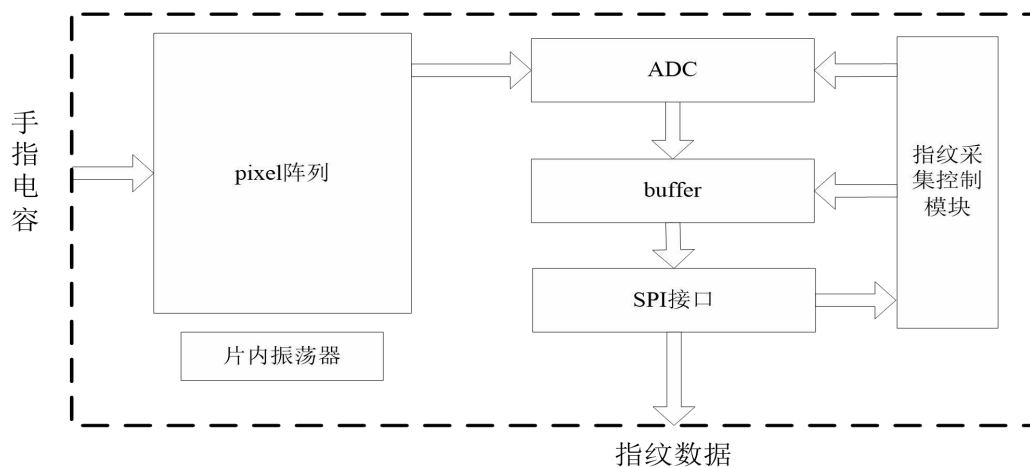 手指电容
pixel阵列
片内振荡器
ADC
buffer
SPI接口
指纹采
集控制
模块
指纹数据